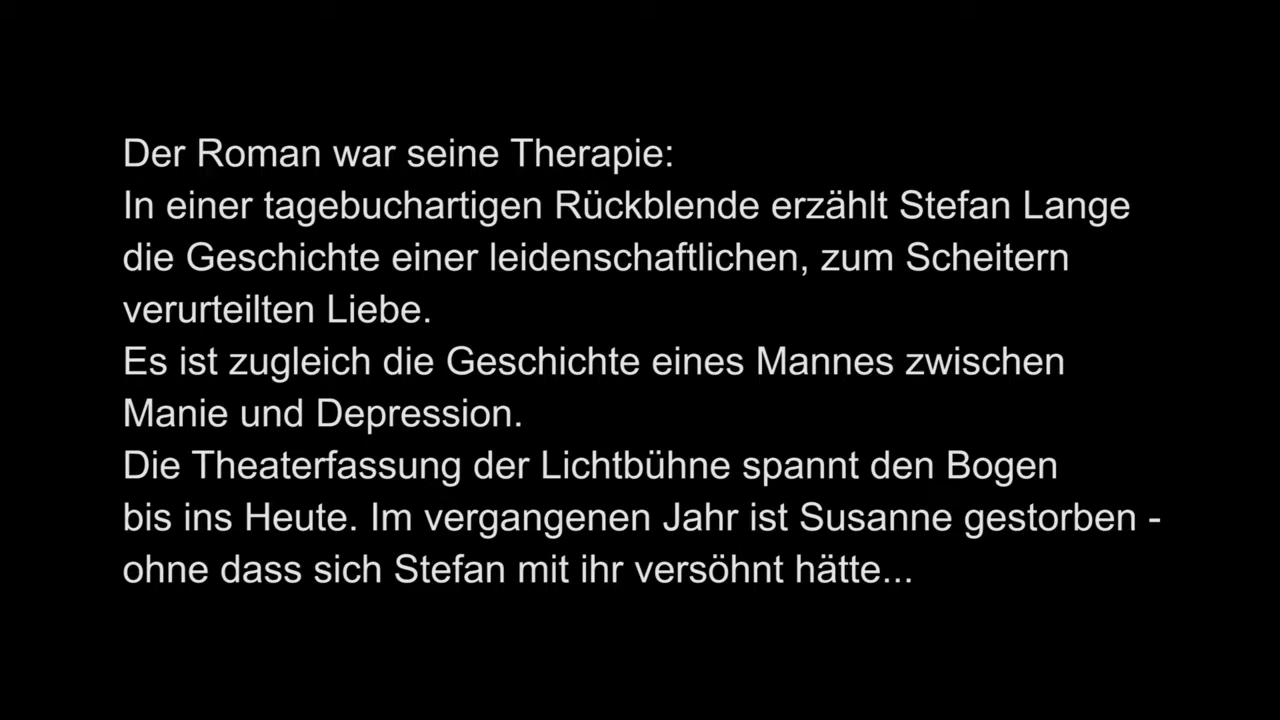 Der Roman war seine Therapie:
In einer tagebuchartigen Rückblende erzählt Stefan Lange
die Geschichte einer leidenschaftlichen, zum Scheitern
verurteilten Liebe.
Es ist zugleich die Geschichte eines Mannes zwischen
Manie und Depression.
Die Theaterfassung der Lichtbühne spannt den Bogen
bis ins Heute. Im vergangenen Jahr ist Susanne gestorben -
ohne dass sich Stefan mit ihr versöhnt hätte...